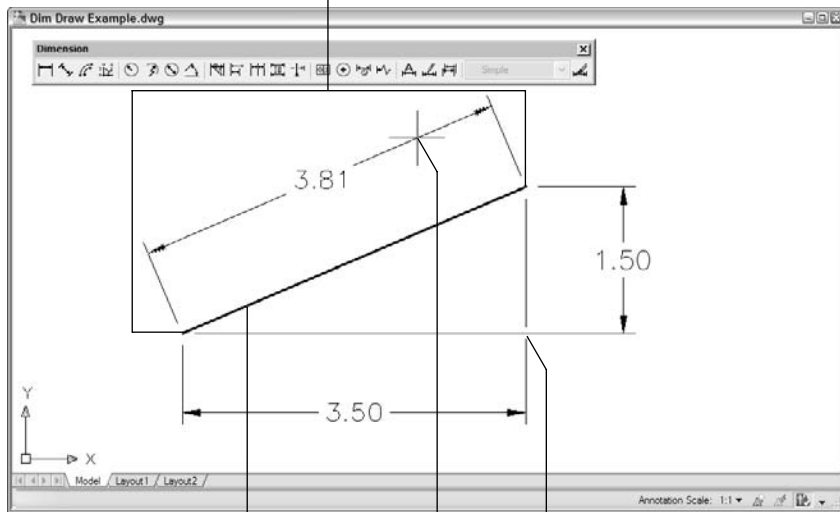 Dim Draw Example.dwg
Dimension
Simple
3.81
1.50
3.50
Y
X
Model Layout1 Layout2
Annotation Scale: 1:1